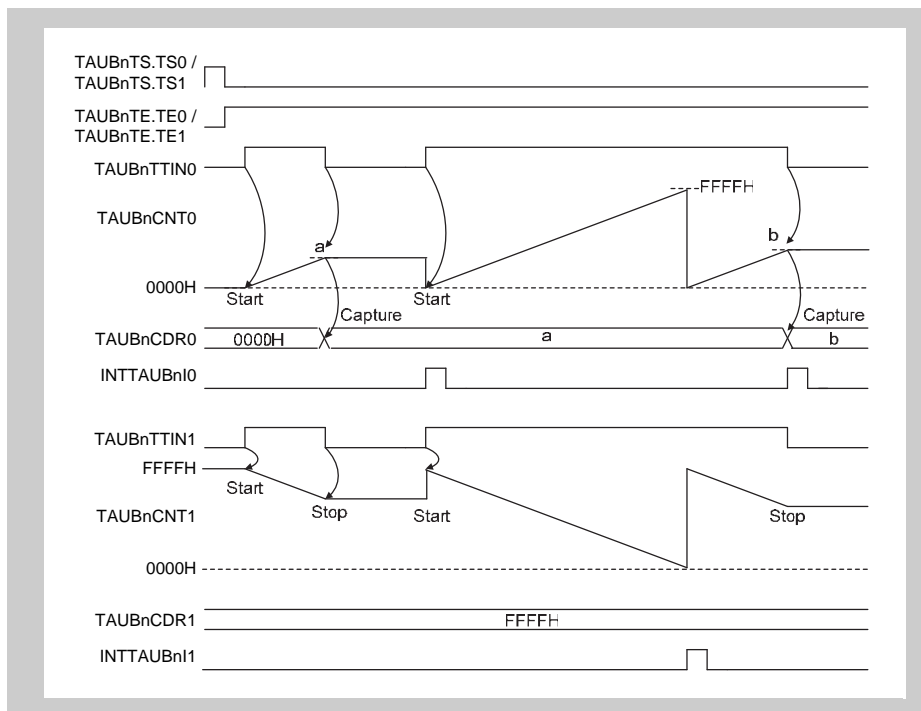 TAUBnTS.TS0 /
TAUBnTS.TS1
TAUBnTE.TE0 /
TAUBnTE.TE1
TAUBnTTIN0
FFFFH
TAUBnCNT0
a
b
0000H
Start
Start
Capture
Capture
TAUBnCDR0
0000H
a
b
INTTAUBnI0
TAUBnTTIN1
FFFFH
Start
TAUBnCNT1
Stop
Start
Stop
0000H
TAUBnCDR1
FFFFH
INTTAUBnI1